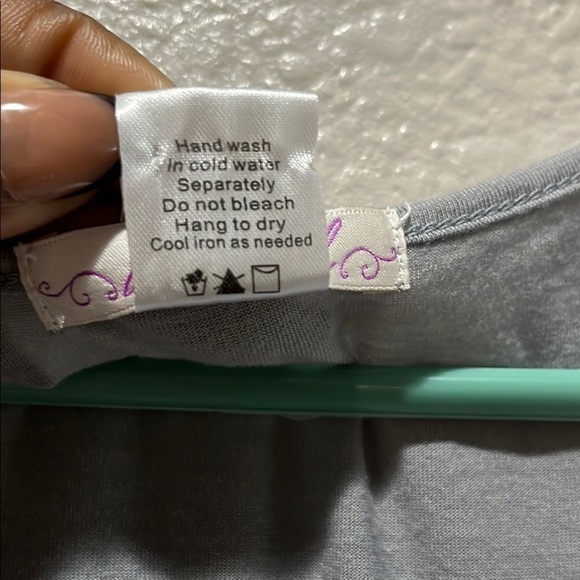 Hand wash
In cold water
Separately
Do not bleach
Hang to dry
Cool iron as needed